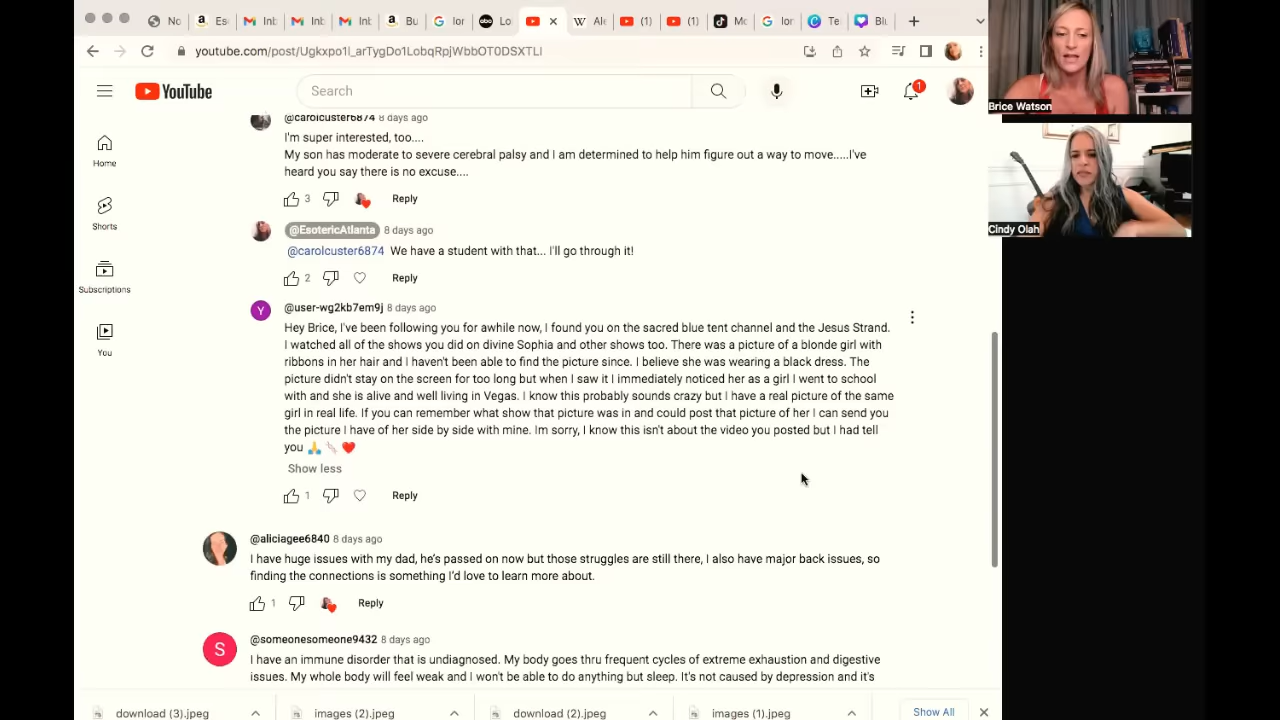 No
Es
Inb
Inb
Inb
Bu
lor
Lo
Ale
(1)
(1)
Mo
lor
Te
Blu
youtube.com/post/Ugkxpo1l_arTygDo1LobqRpjWbbOT0DSXTLI
YouTube
Search
1
Home
Shorts
Subscriptions
You
@carolcuster6874 8 days ago
I'm super interested, too....
My son has moderate to severe cerebral palsy and I am determined to help him figure out a way to move.....I've
heard you say there is no excuse....
3 Reply
@EsotericAtlanta 8 days ago
@carolcuster6874 We have a student with that... I'll go through it!
2 Reply
Y
@user-wg2kb7em9j 8 days ago
Hey Brice, I've been following you for awhile now, I found you on the sacred blue tent channel and the Jesus Strand.
I watched all of the shows you did on divine Sophia and other shows too. There was a picture of a blonde girl with
ribbons in her hair and I haven't been able to find the picture since. I believe she was wearing a black dress. The
picture didn't stay on the screen for too long but when I saw it I immediately noticed her as a girl I went to school
with and she is alive and well living in Vegas. I know this probably sounds crazy but I have a real picture of the same
girl in real life. If you can remember what show that picture was in and could post that picture of her I can send you
the picture I have of her side by side with mine. Im sorry, I know this isn't about the video you posted but I had tell
you 🙏 🪡 ❤️
Show less
1 Reply
@aliciagee6840 8 days ago
I have huge issues with my dad, he's passed on now but those struggles are still there, I also have major back issues, so
finding the connections is something I'd love to learn more about.
1 Reply
S
@someonesomeone9432 8 days ago
I have an immune disorder that is undiagnosed. My body goes thru frequent cycles of extreme exhaustion and digestive
issues. My whole body will feel weak and I won't be able to do anything but sleep. It's not caused by depression and it's
download (3).jpeg
images (2).jpeg
download (2).jpeg
images (1).jpeg
Show All
Brice Watson
Cindy Olah